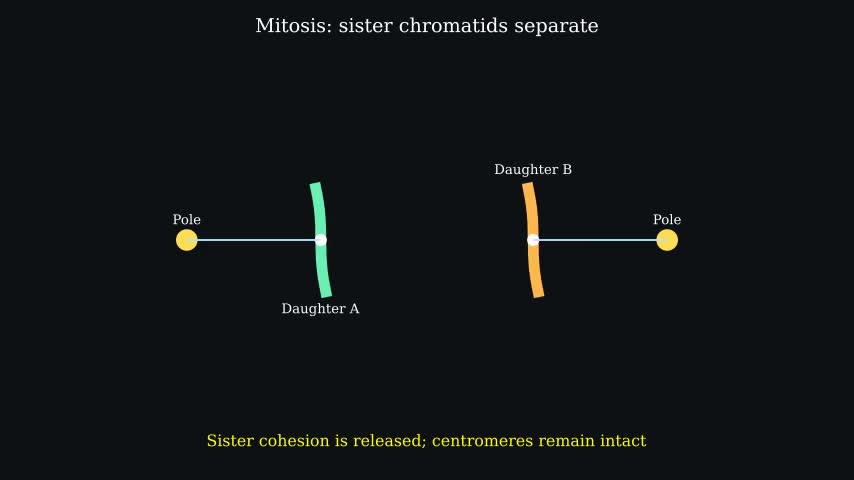 Mitosis: sister chromatids separate
Daughter B
Pole
Pole
Daughter A
Sister cohesion is released; centromeres remain intact